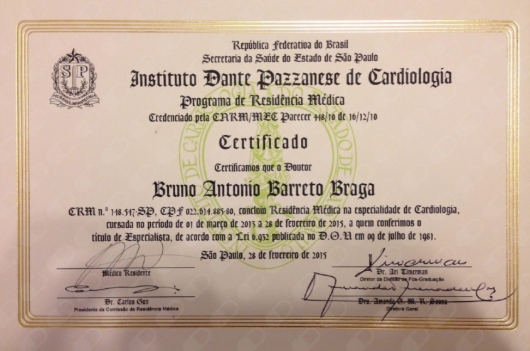 República Federativa do Brasil
Secretaria da Saúde do Estado de São Paulo
Instituto Dante Pazzanese de Cardiologia
Programa de Residência Médica
Credenciado pela CNRM/MEC Parecer 448/10 de 16/12/10
Certificado
Certificamos que o Doutor
Bruno Antonio Barreto Braga
CRM n.º 148.547-SP, CPF 022.614.885-80, concluiu Residência Médica na especialidade de Cardiologia,
cursada no período de 01 de março de 2013 a 28 de fevereiro de 2015, a quem conferimos o
título de Especialista, de acordo com a Lei 6.932 publicada no D.O.U em 09 de julho de 1981.
São Paulo, 28 de fevereiro de 2015
Médico Residente
Dr. Ari Timerman
Diretor da Divisão de Pós-Graduação
Dr. Carlos Gun
Presidente da Comissão de Residência Médica
Dra. Amanda G. M. R. Sousa
Diretora Geral